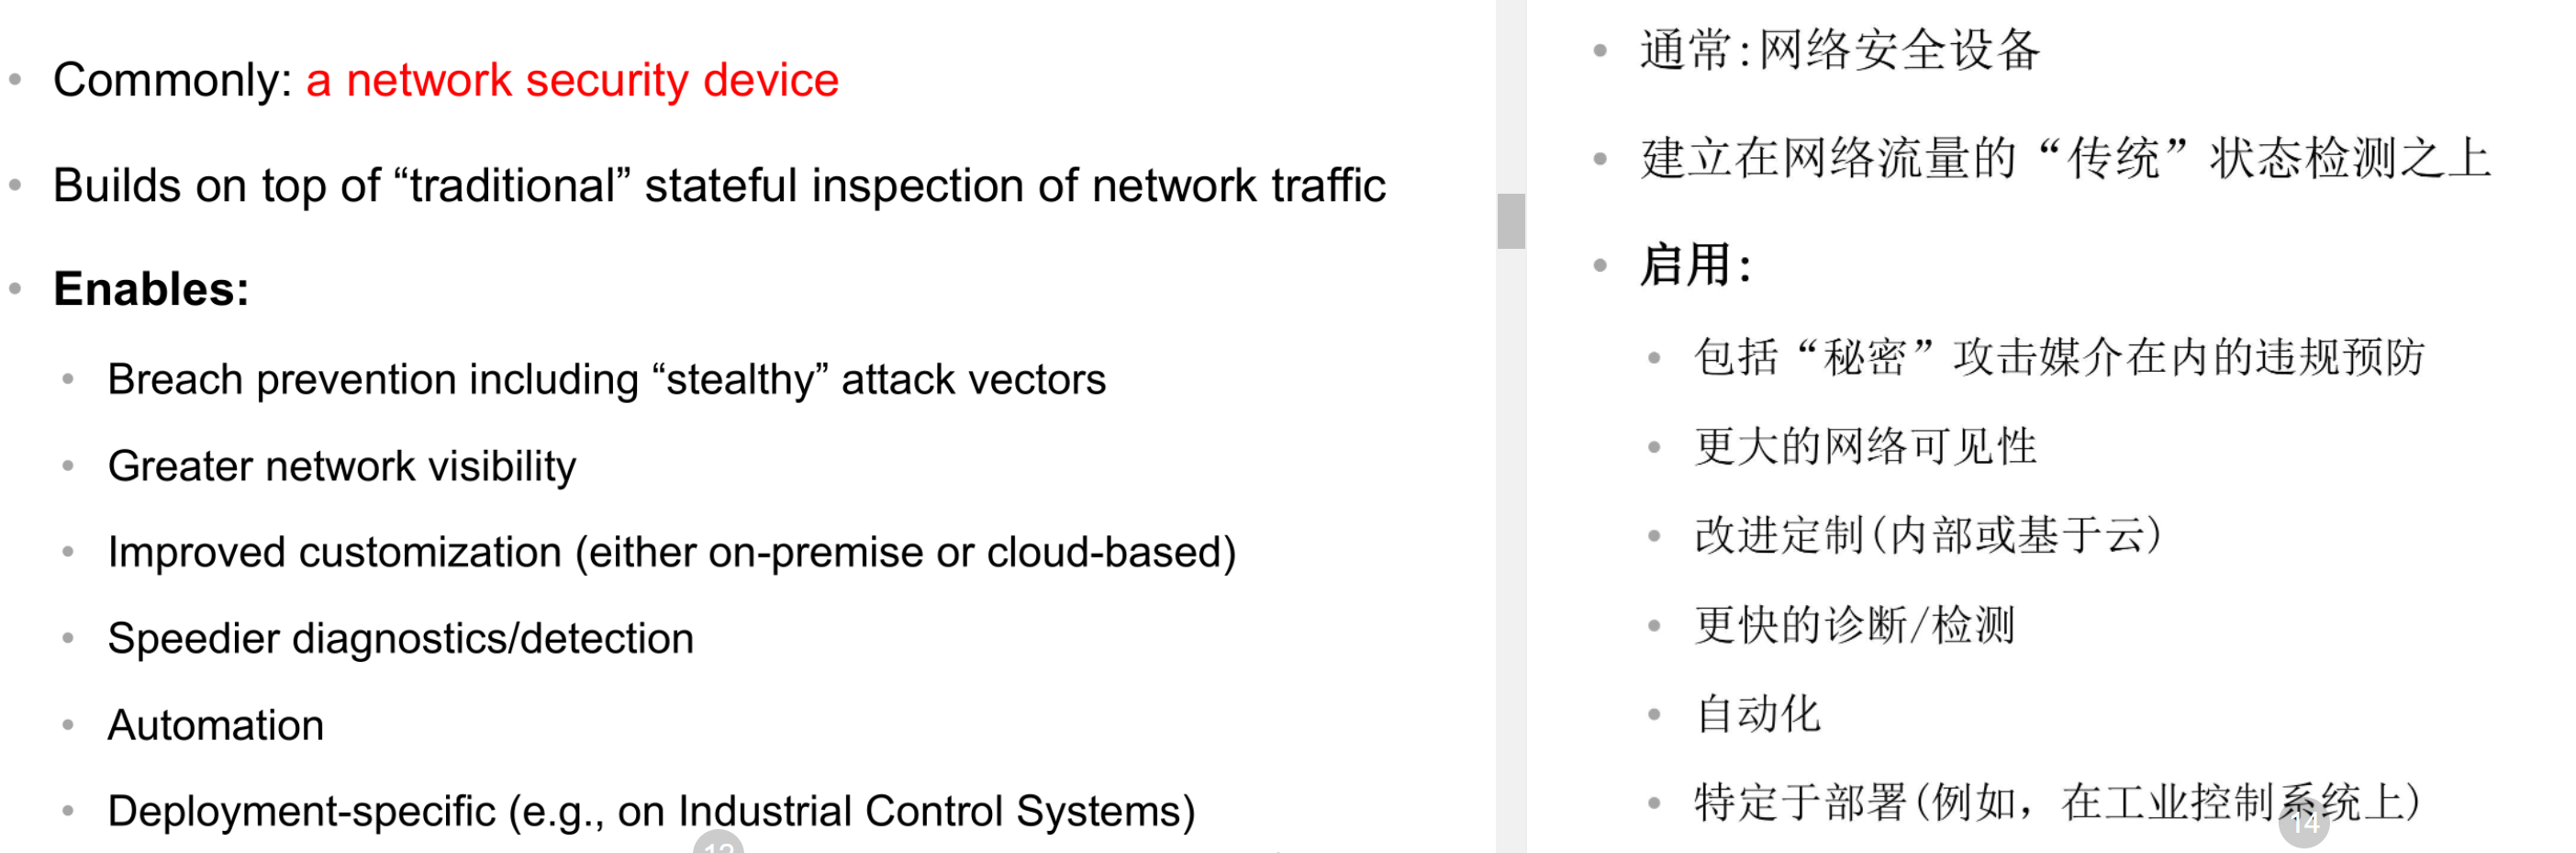 Commonly: a network security device
Builds on top of “traditional” stateful inspection of network traffic
Enables:
Breach prevention including “stealthy” attack vectors
Greater network visibility
Improved customization (either on-premise or cloud-based)
Speedier diagnostics/detection
Automation
Deployment-specific (e.g., on Industrial Control Systems)
通常:网络安全设备
建立在网络流量的“传统”状态检测之上
启用:
包括“秘密”攻击媒介在内的违规预防
更大的网络可见性
改进定制(内部或基于云)
更快的诊断/检测
自动化
特定于部署(例如，在工业控制系统上)
14